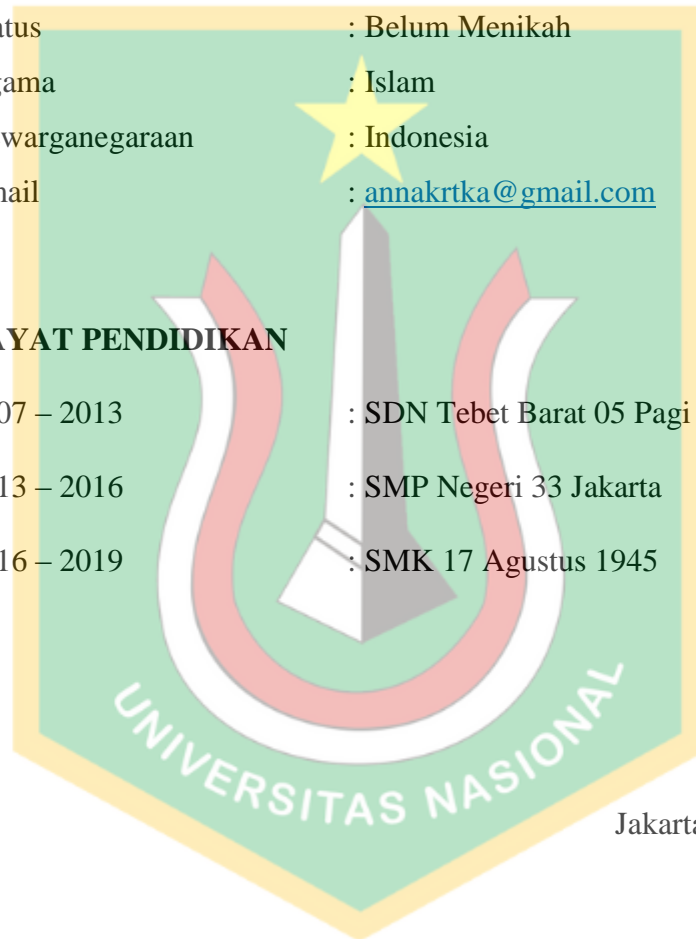 atus : Belum Menikah
gama : Islam
warganegaraan : Indonesia
nail : annakrtka@gmail.com
AYAT PENDIDIKAN
07 – 2013 : SDN Tebet Barat 05 Pagi
13 – 2016 : SMP Negeri 33 Jakarta
16 – 2019 : SMK 17 Agustus 1945
UNIVERSITAS NASIONAL
Jakarta